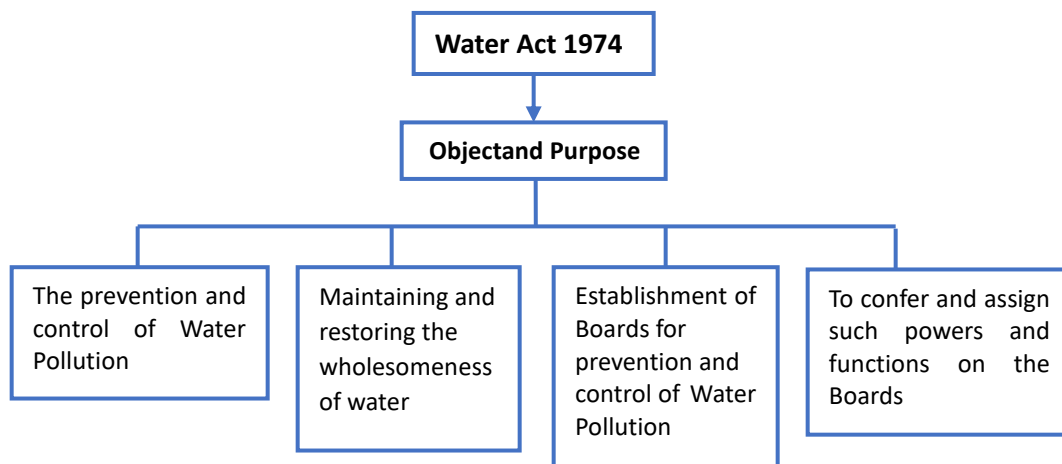 Water Act 1974
Objectand Purpose
The prevention and
control of Water
Pollution
Maintaining and
restoring the
wholesomeness
of water
Establishment of
Boards for
prevention and
control of Water
Pollution
To confer and assign
such powers and
functions on the
Boards